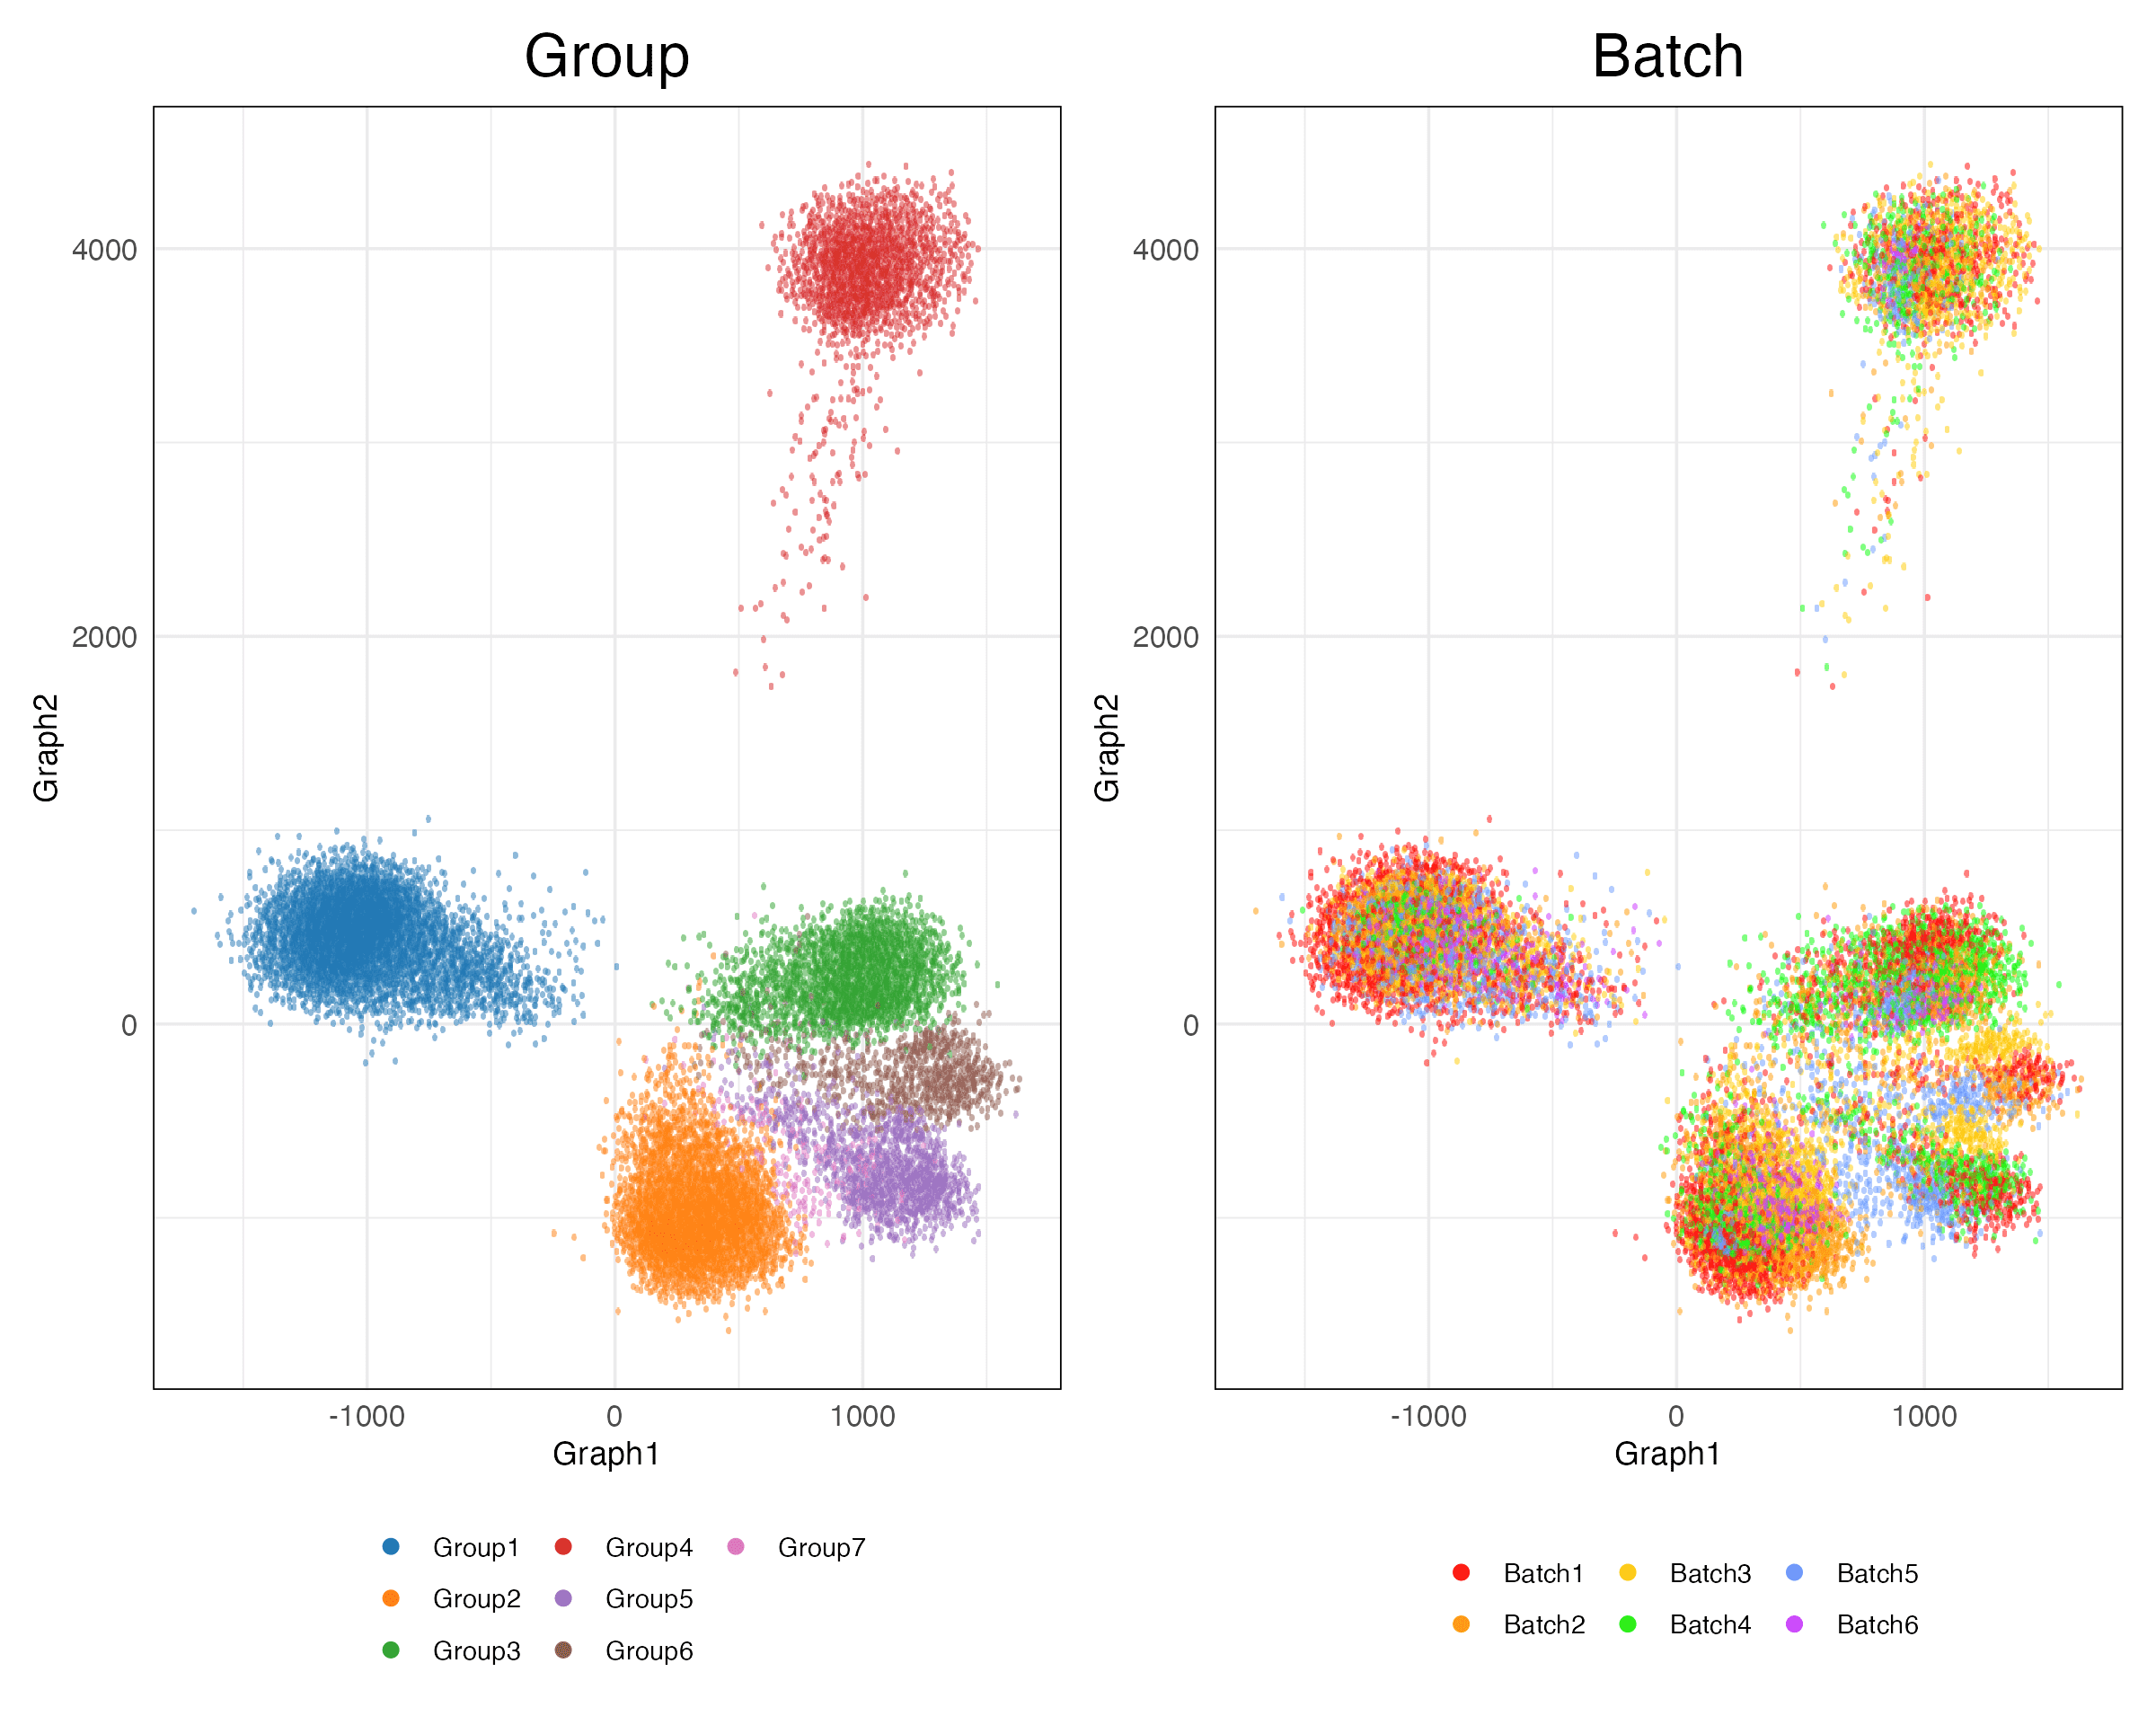 Group
Batch
4000
2000
0
Graph2
-1000 0 1000
Graph1
4000
2000
0
Graph2
-1000 0 1000
Graph1
Group1 Group4 Group7
Group2 Group5
Group3 Group6
Batch1 Batch3 Batch5
Batch2 Batch4 Batch6